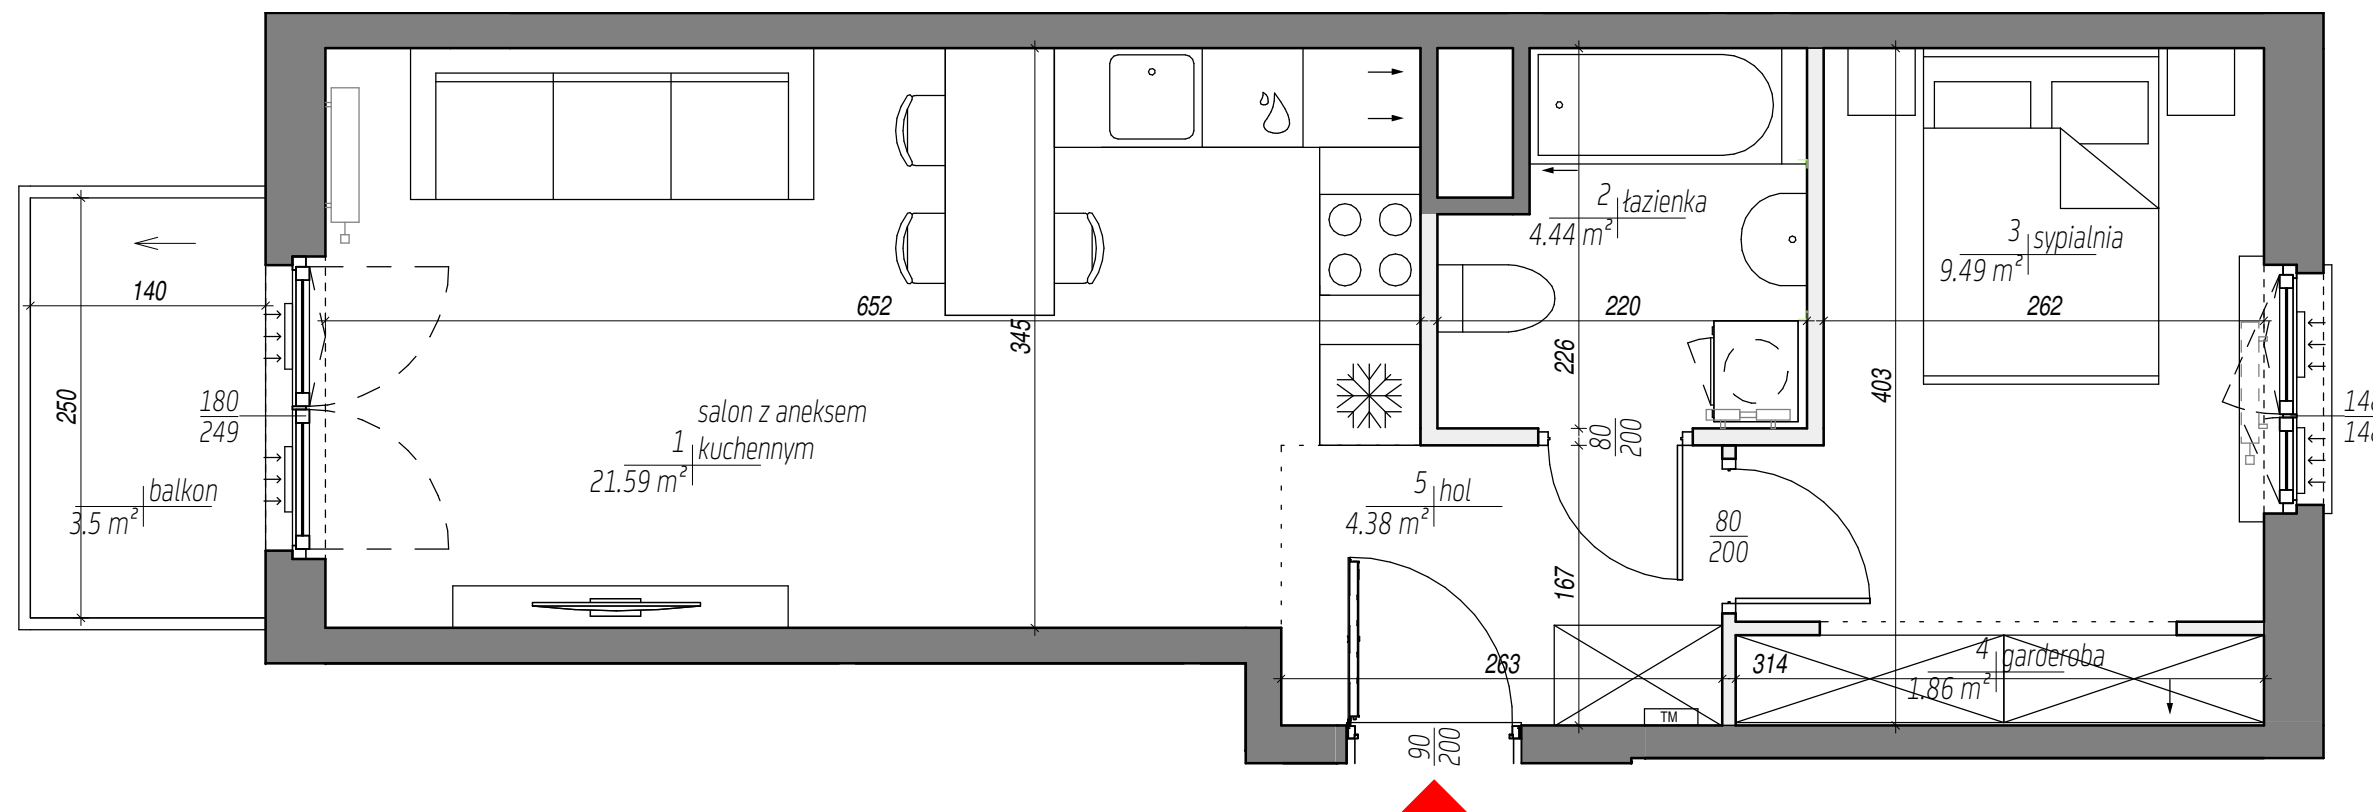 2 łazienka
4.44 m²
3 sypialnia
9.49 m²
140
652
345
220
226
262
403
250
180
249
salon z aneksem
1 kuchennym
21.59 m²
80
200
balkon
3.5 m²
5 hol
4.38 m²
80
200
167
263
314
4 garderoba
1.86 m²
TM
90
200